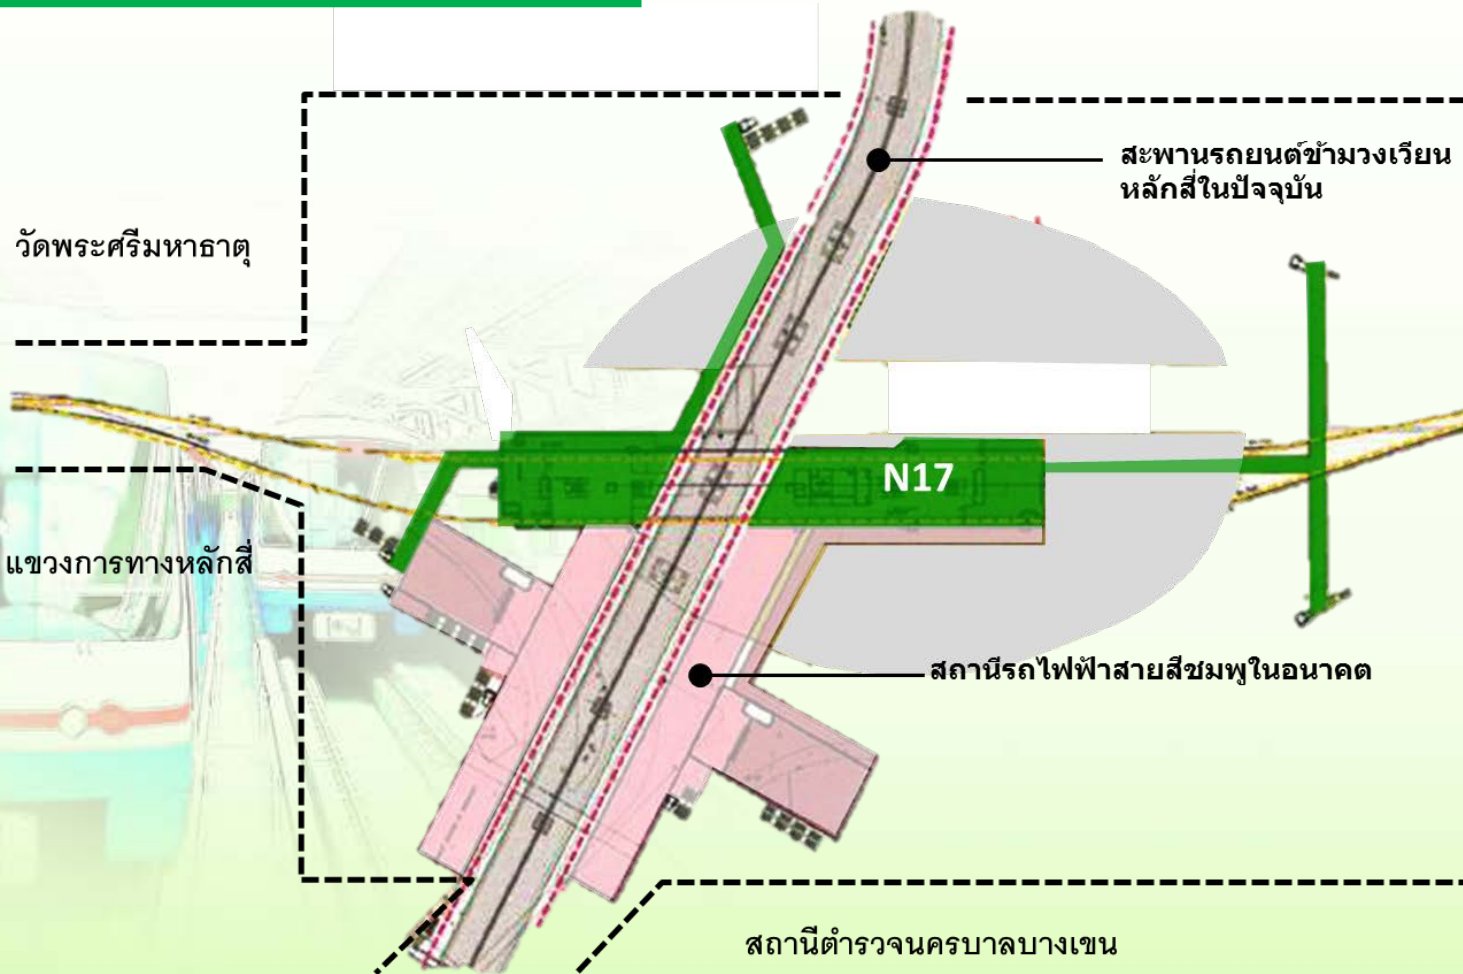 สะพานรถยนต์ข้ามวงเวียน
หลักสี่ในปัจจุบัน
วัดพระศรีมหาธาตุ
N17
แขวงการทางหลักสี่
สถานีรถไฟฟ้าสายสีชมพูในอนาคต
สถานีตำรวจนครบาลบางเขน